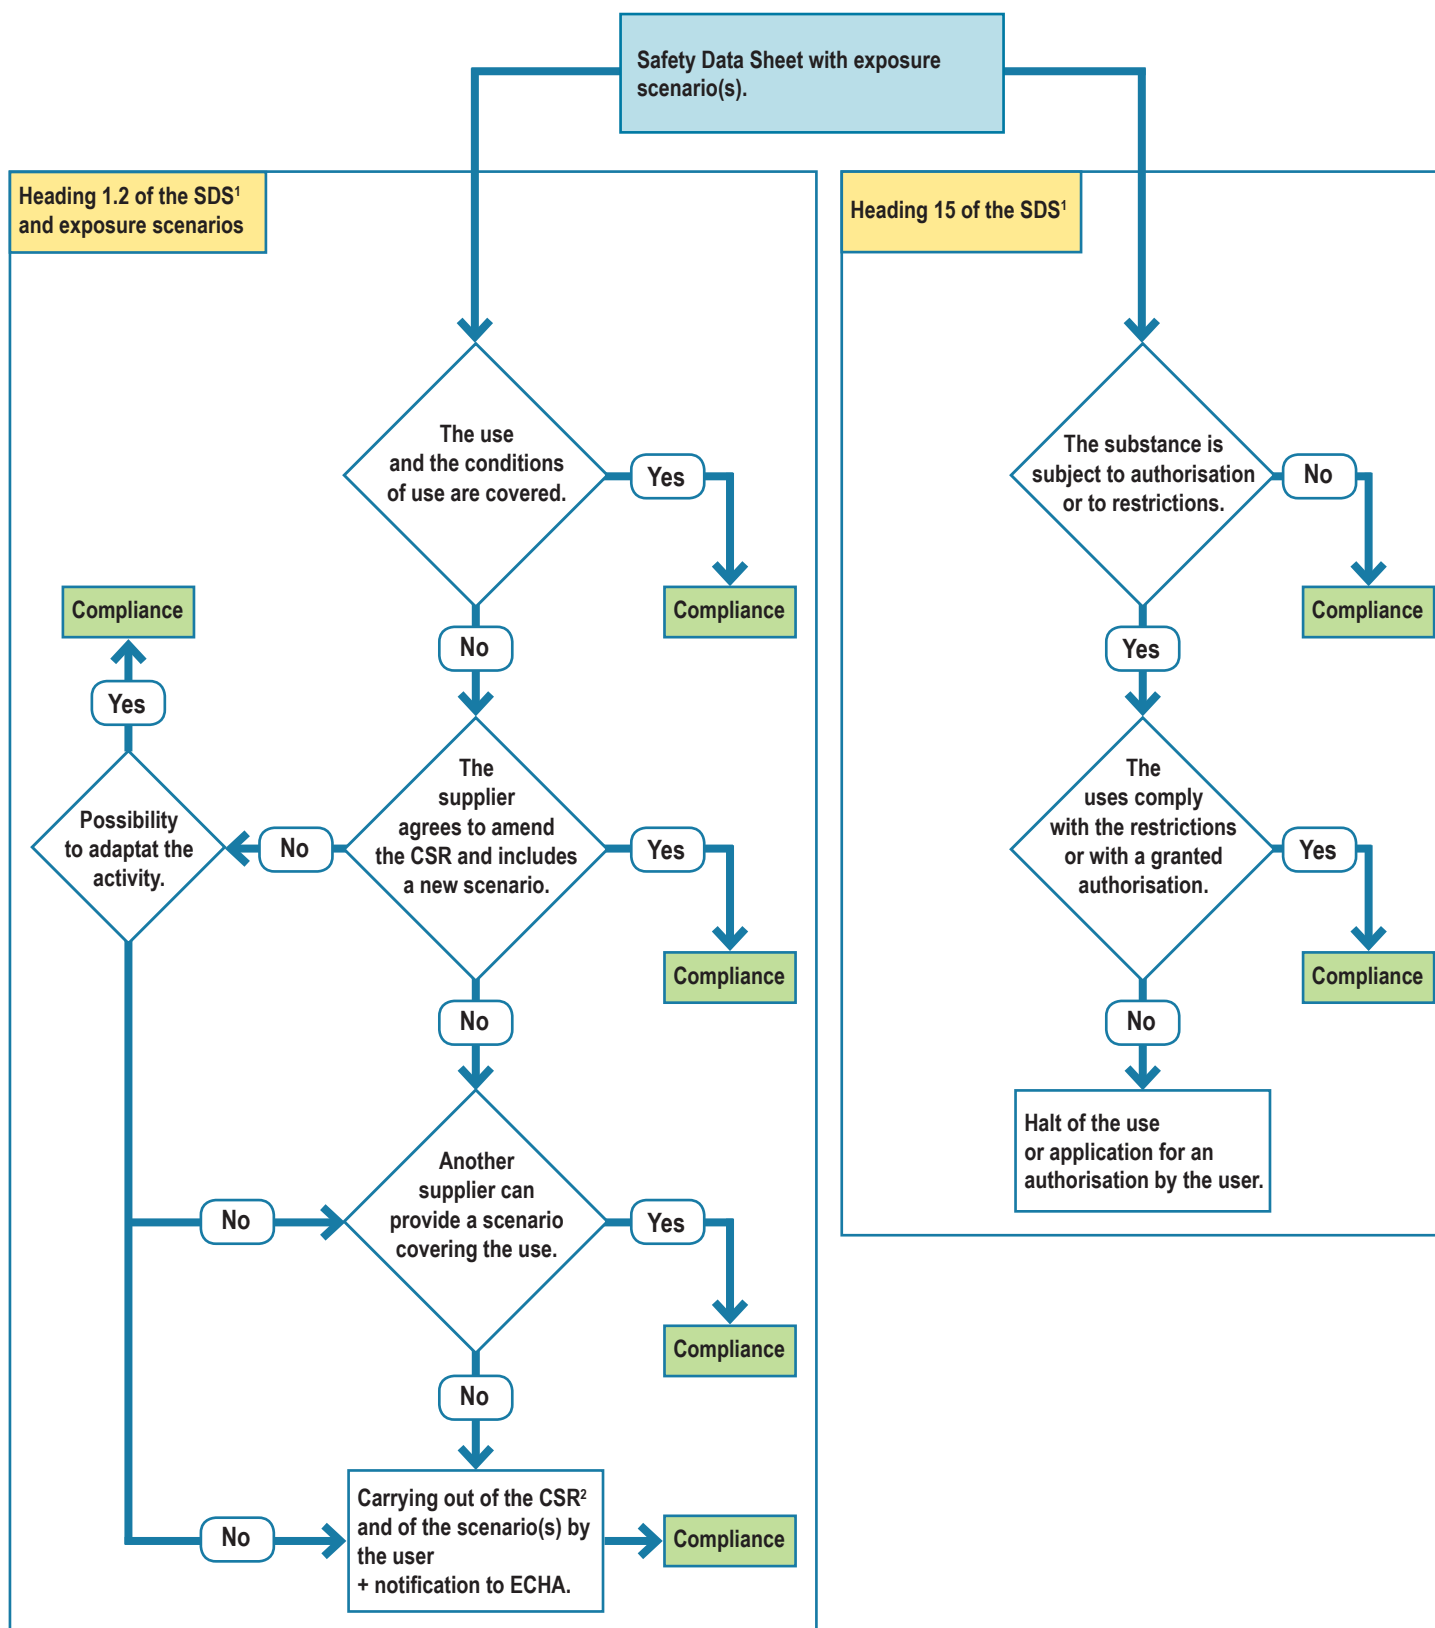 Safety Data Sheet with exposure
scenario(s).
Heading 1.2 of the SDS¹
and exposure scenarios
The use
and the conditions
of use are covered.
Yes
Compliance
No
The
supplier
agrees to amend
the CSR and includes
a new scenario.
Yes
Compliance
No
Possibility
to adaptat the
activity.
Yes
Compliance
No
Another
supplier can
provide a scenario
covering the use.
Yes
Compliance
No
No
Carrying out of the CSR²
and of the scenario(s) by
the user
+ notification to ECHA.
No
Compliance
Heading 15 of the SDS¹
The substance is
subject to authorisation
or to restrictions.
No
Compliance
Yes
The
uses comply
with the restrictions
or with a granted
authorisation.
Yes
Compliance
No
Halt of the use
or application for an
authorisation by the user.